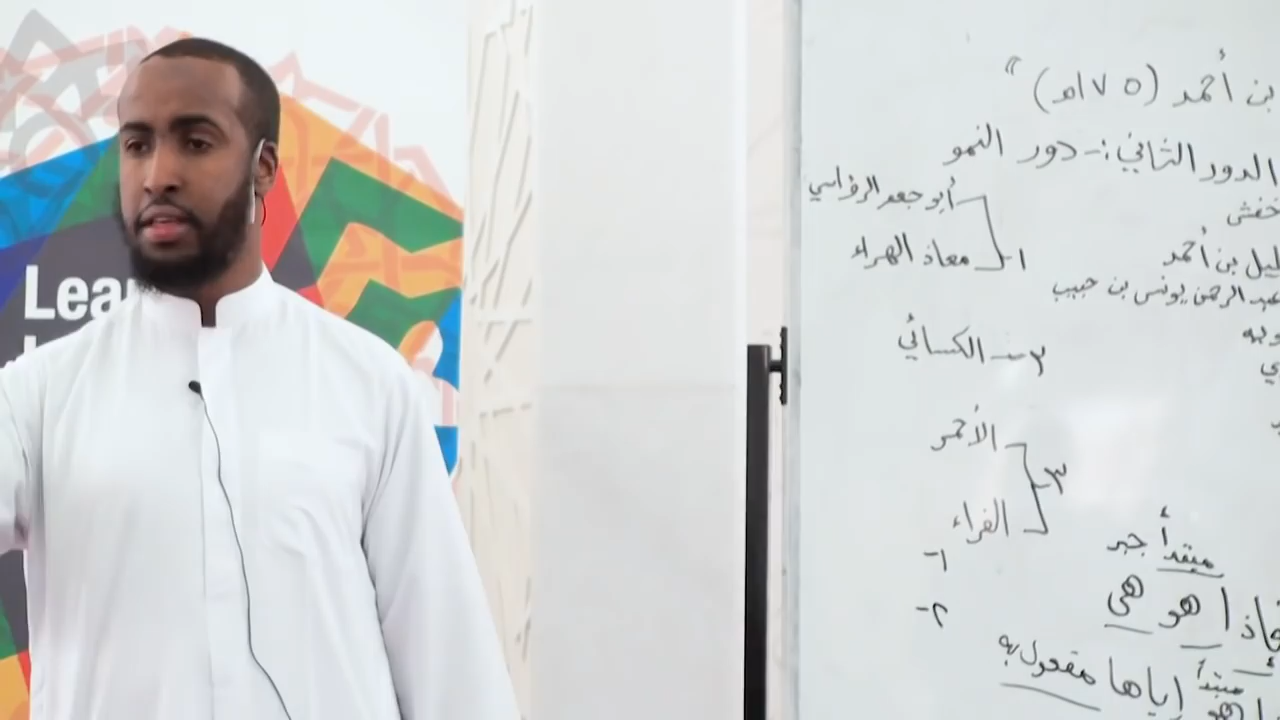 Lea
بن أحمد (١٧٥هـ) "
الدور الثاني :- دور النمو
أبو جعفر الرؤاسي
معاذ الهراء
١
خفش
ليل بن أحمد
عبد الرحمن يونس بن حبيب
ويه
٢- الكسائي
الأحمر
٣-
الفراء
١-
٢-
مبتدأ خبر
ا هو هي
مبتدأ
إياها مفعول به